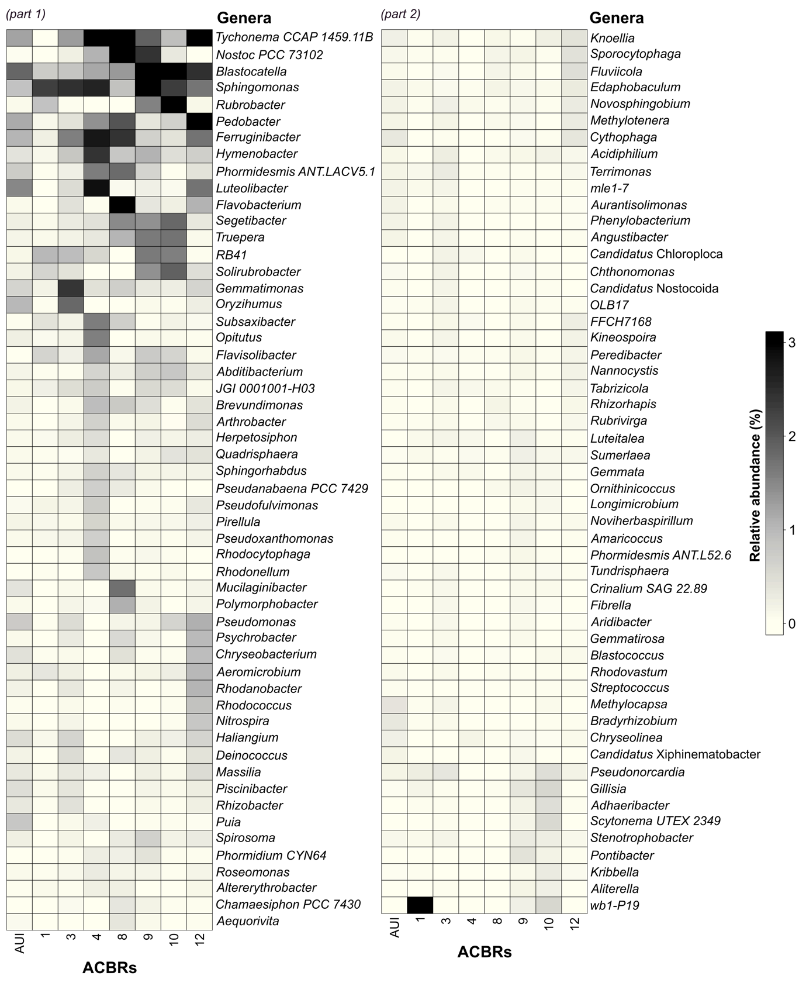 (part 1)
Genera
Tychonema CCAP 1459.11B
Nostoc PCC 73102
Blastocatella
Sphingomonas
Rubrobacter
Pedobacter
Ferruginibacter
Hymenobacter
Phormidesmis ANT.LACV5.1
Luteolibacter
Flavobacterium
Segetibacter
Truepera
RB41
Solirubrobacter
Gemmatimonas
Oryzihumus
Subsaxibacter
Opitutus
Flavisolibacter
Abditibacterium
JGI 0001001-H03
Brevundimonas
Arthrobacter
Herpetosiphon
Quadrisphaera
Sphingorhabdus
Pseudanabaena PCC 7429
Pseudofulvimonas
Pirellula
Pseudoxanthomonas
Rhodocytophaga
Rhodonellum
Mucilaginibacter
Polymorphobacter
Pseudomonas
Psychrobacter
Chryseobacterium
Aeromicrobium
Rhodanobacter
Rhodococcus
Nitrospira
Haliangium
Deinococcus
Massilia
Piscinibacter
Rhizobacter
Puia
Spirosoma
Phormidium CYN64
Roseomonas
Altererythrobacter
Chamaesiphon PCC 7430
Aequorivita
AUI 1 3 4 8 9 10 12
ACBRs
(part 2)
Genera
Knoellia
Sporocytophaga
Fluviicola
Edaphobaculum
Novosphingobium
Methylotenera
Cythophaga
Acidiphilium
Terrimonas
mle1-7
Aurantisolimonas
Phenylobacterium
Angustibacter
Candidatus Chloroploca
Chthonomonas
Candidatus Nostocoida
OLB17
FFCH7168
Kineospoira
Peredibacter
Nannocystis
Tabrizicola
Rhizorhapis
Rubrivirga
Luteitalea
Sumerlaea
Gemmata
Ornithinicoccus
Longimicrobium
Noviherbaspirillum
Amaricoccus
Phormidesmis ANT.L52.6
Tundrisphaera
Crinalium SAG 22.89
Fibrella
Aridibacter
Gemmatirosa
Blastococcus
Rhodovastum
Streptococcus
Methylocapsa
Bradyrhizobium
Chryseolinea
Candidatus Xiphinematobacter
Pseudonorcardia
Gillisia
Adhaeribacter
Scytonema UTEX 2349
Stenotrophobacter
Pontibacter
Kribbella
Aliterella
wb1-P19
AUI 1 3 4 8 9 10 12
ACBRs
Relative abundance (%)
3
2
1
0